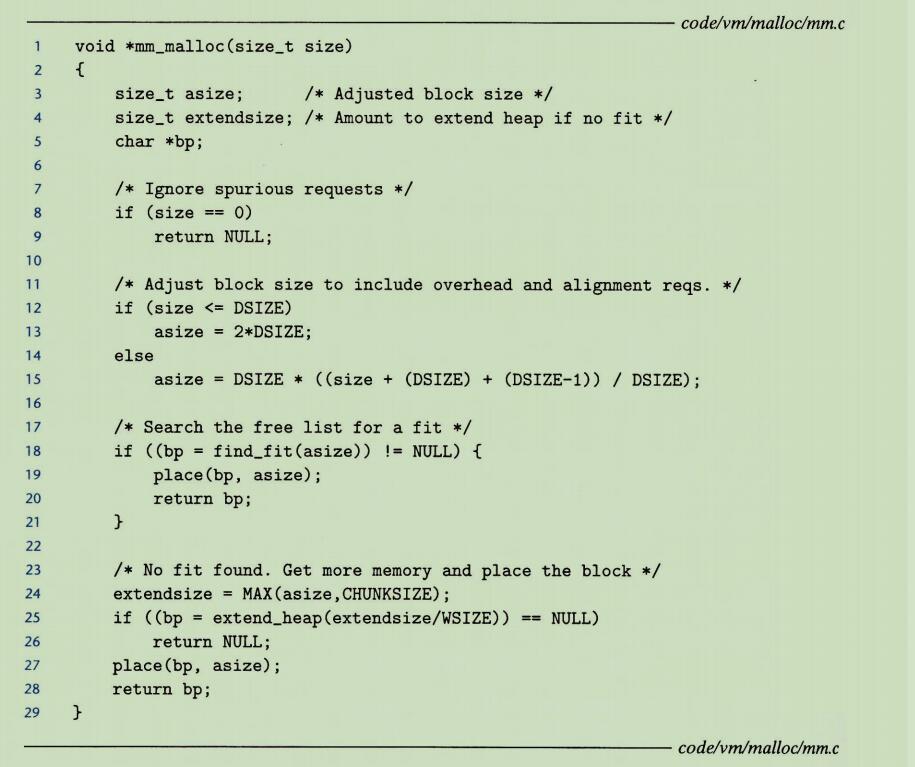 code/vm/malloc/mm.c
1 void *mm_malloc(size_t size)
2 {
3 size_t asize; /* Adjusted block size */
4 size_t extendsize; /* Amount to extend heap if no fit */
5 char *bp;
6
7 /* Ignore spurious requests */
8 if (size == 0)
9 return NULL;
10
11 /* Adjust block size to include overhead and alignment reqs. */
12 if (size <= DSIZE)
13 asize = 2*DSIZE;
14 else
15 asize = DSIZE * ((size + (DSIZE) + (DSIZE-1)) / DSIZE);
16
17 /* Search the free list for a fit */
18 if ((bp = find_fit(asize)) != NULL) {
19 place(bp, asize);
20 return bp;
21 }
22
23 /* No fit found. Get more memory and place the block */
24 extendsize = MAX(asize,CHUNKSIZE);
25 if ((bp = extend_heap(extendsize/WSIZE)) == NULL)
26 return NULL;
27 place(bp, asize);
28 return bp;
29 }
code/vm/malloc/mm.c